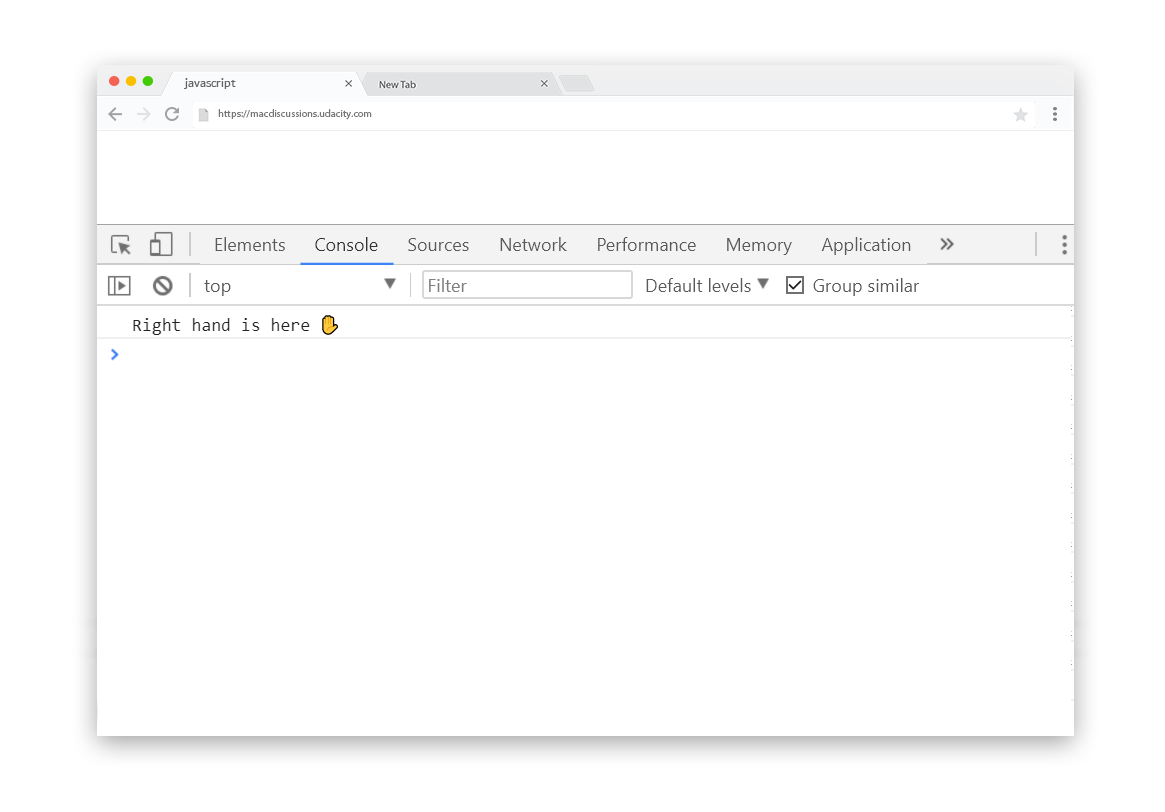 javascript
New Tab
https://macdiscussions.udacity.com
Elements Console Sources Network Performance Memory Application »
top Filter Default levels Group similar
Right hand is here ✋